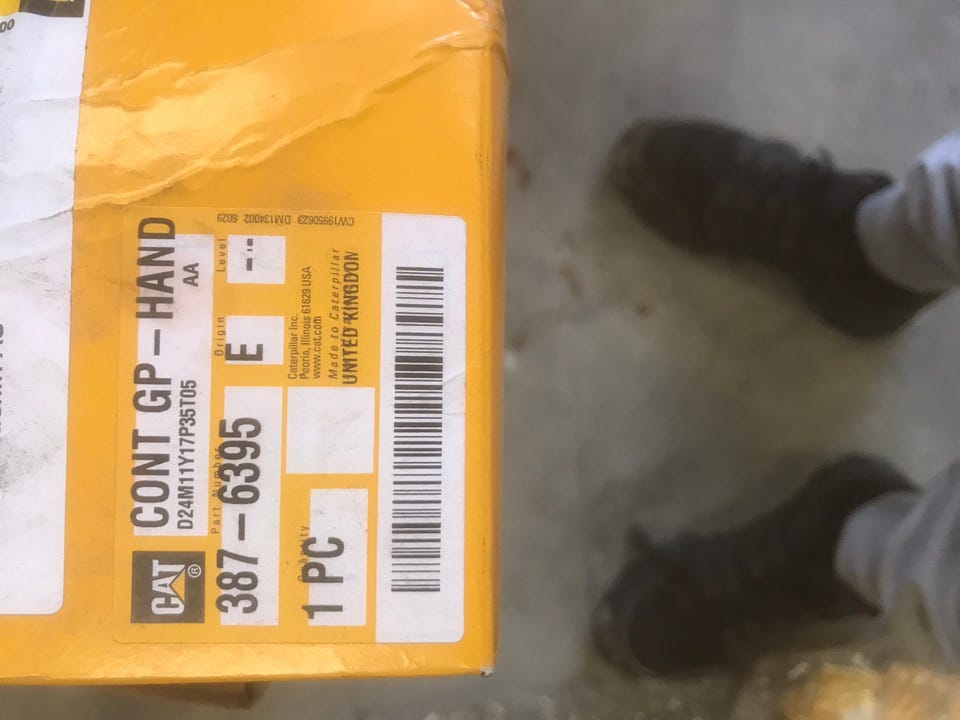 CAT®
CONT GP-HAND
D24M11Y17P35T05
AA
Part Number
387-6395
Origin
E
Level
Quantity
1 PC
Caterpillar Inc.
Peoria, Illinois 61629 USA
www.cat.com
Made to Caterpillar
UNITED KINGDOM
CW19950623 DM134002 6029
00